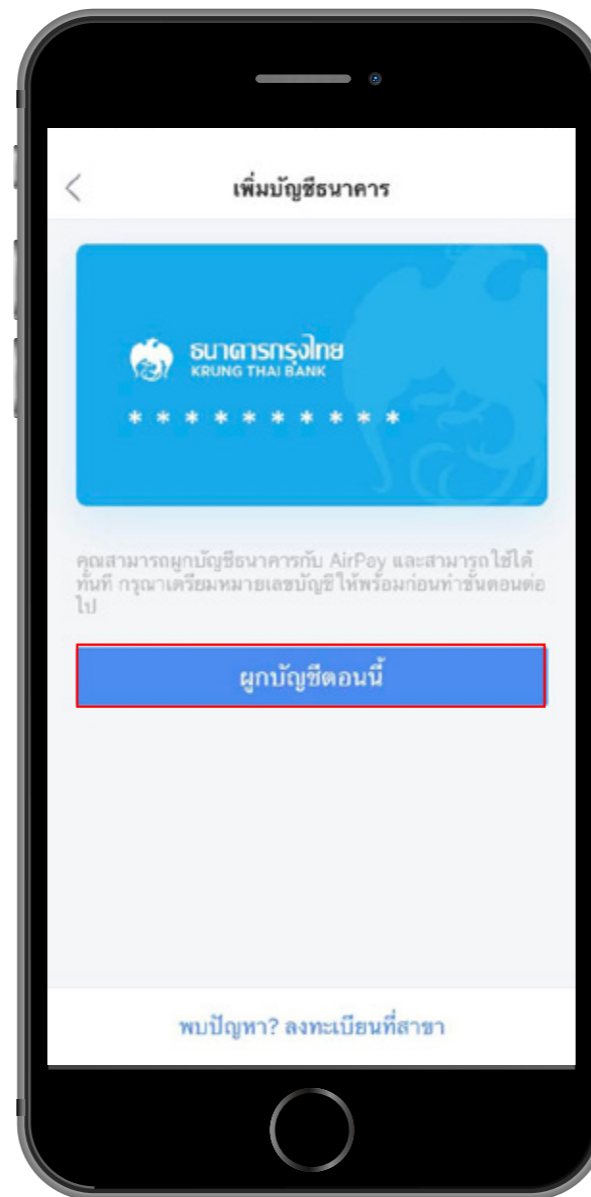 เพิ่มบัญชีธนาคาร
ธนาคารกรุงไทย
KRUNG THAI BANK
* * * * * * * * * *
คุณสามารถผูกบัญชีธนาคารกับ AirPay และสามารถใช้ได้
ทันที กรุณาเตรียมหมายเลขบัญชีให้พร้อมก่อนทำขั้นตอนต่อ
ไป
ผูกบัญชีตอนนี้
พบปัญหา? ลงทะเบียนที่สาขา